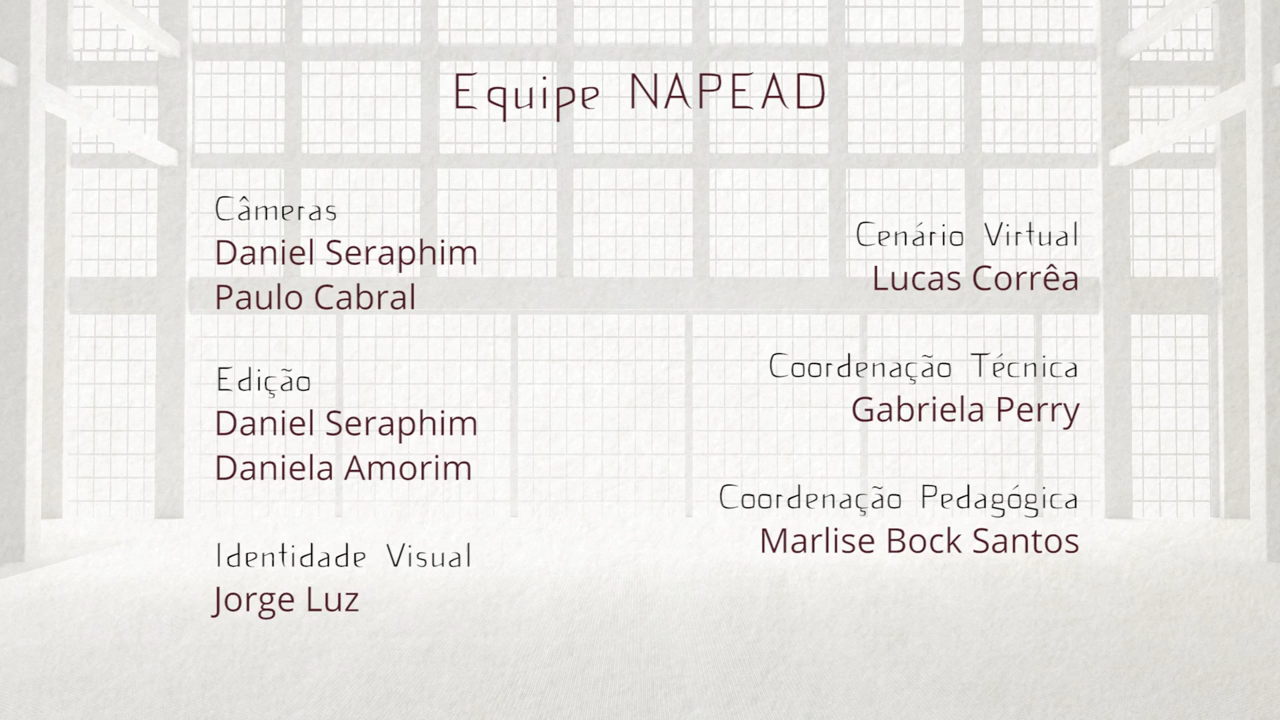 Equipe NAPEAD
Câmeras
Daniel Seraphim
Paulo Cabral
Edição
Daniel Seraphim
Daniela Amorim
Identidade Visual
Jorge Luz
Cenário Virtual
Lucas Corrêa
Coordenação Técnica
Gabriela Perry
Coordenação Pedagógica
Marlise Bock Santos